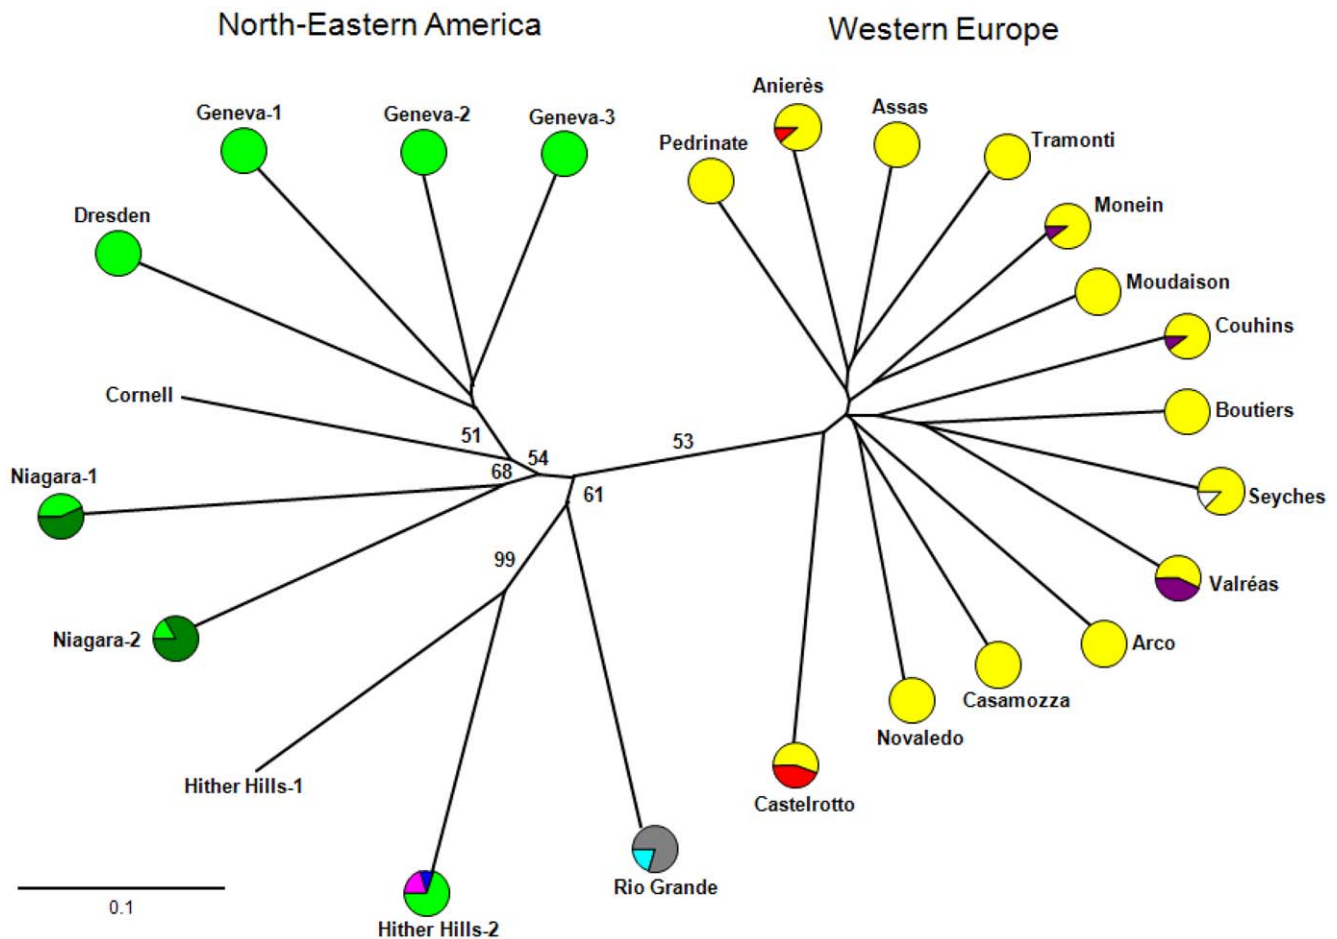 North-Eastern America
Western Europe
Anierès
Geneva-1
Geneva-2
Geneva-3
Assas
Pedrinate
Tramonti
Dresden
Monein
Moudaison
Couhins
Cornell
Boutiers
51
53
54
Niagara-1
68
61
Seyches
99
Valréas
Niagara-2
Arco
Casamozza
Novaledo
Hither Hills-1
Castelrotto
Rio Grande
0.1
Hither Hills-2